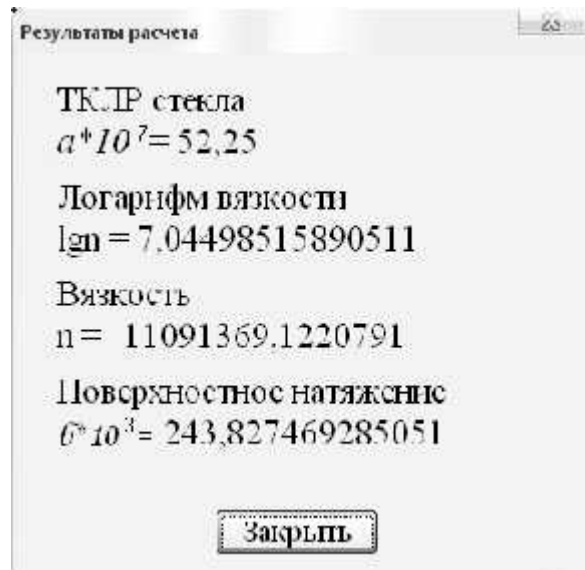 Результаты расчета
ТКЛР стекла
a*10⁷= 52,25
Логарифм вязкости
lgn = 7,04498515890511
Вязкость
n = 11091369,1220791
Поверхностное натяжение
б*10³= 243,827469285051
Закрыть